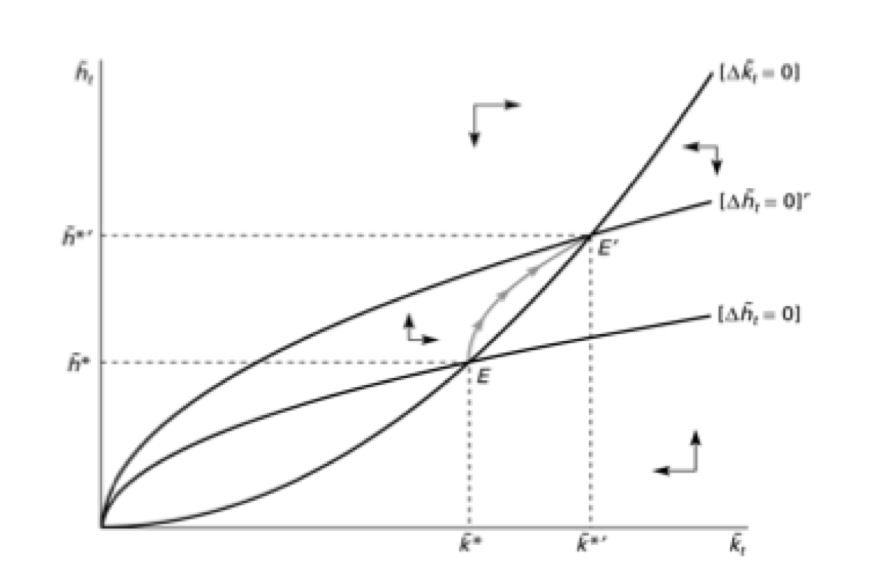 h̃ₜ
[Δk̃ₜ = 0]
[Δh̃ₜ = 0]′
h̃*′
E′
[Δh̃ₜ = 0]
h̃*
E
k̃*
k̃*′
k̃ₜ